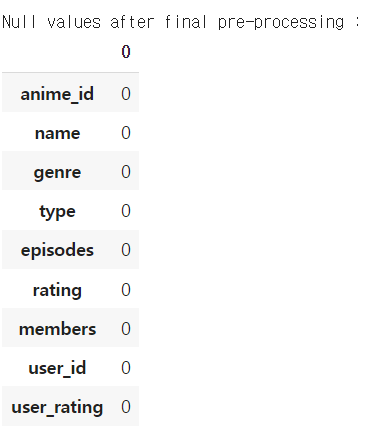 Null values after final pre-processing :
0
anime_id 0
name 0
genre 0
type 0
episodes 0
rating 0
members 0
user_id 0
user_rating 0